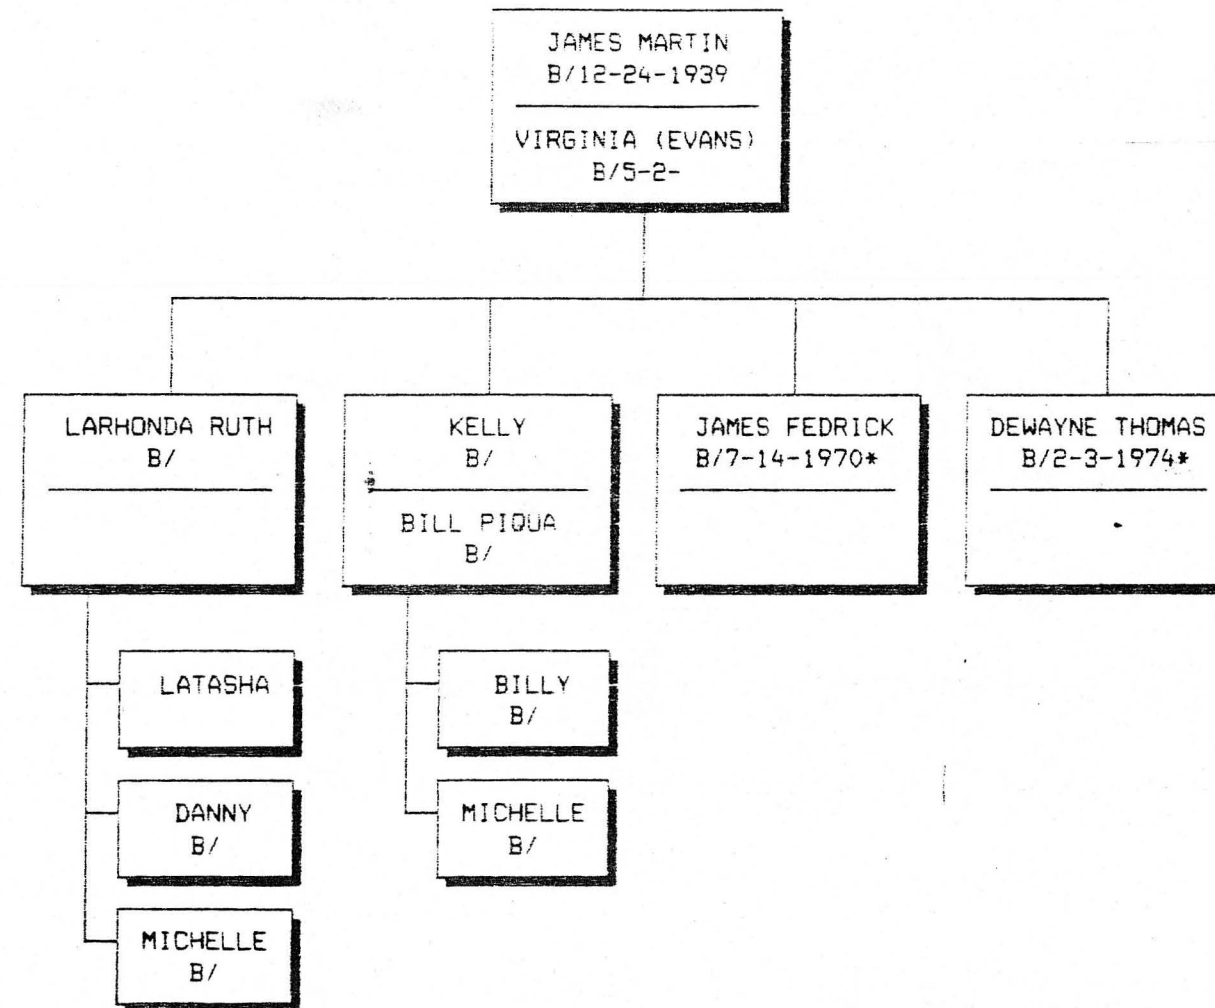 JAMES MARTIN
B/12-24-1939
VIRGINIA (EVANS)
B/5-2-
LARHONDA RUTH
B/
KELLY
B/
BILL PIQUA
B/
JAMES FEDRICK
B/7-14-1970*
DEWAYNE THOMAS
B/2-3-1974*
LATASHA
DANNY
B/
MICHELLE
B/
BILLY
B/
MICHELLE
B/